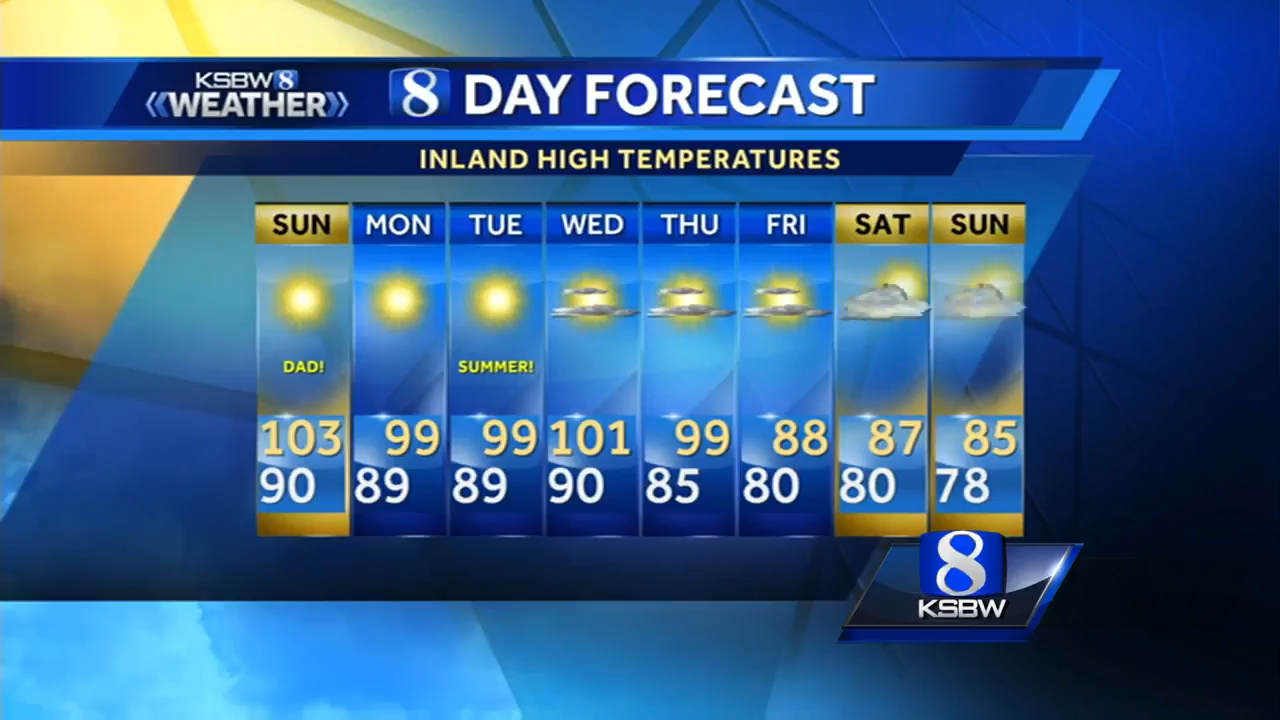 KSBW 8
WEATHER
8 DAY FORECAST
INLAND HIGH TEMPERATURES
SUN MON TUE WED THU FRI SAT SUN
DAD! SUMMER!
103 99 99 101 99 88 87 85
90 89 89 90 85 80 80 78
8
KSBW